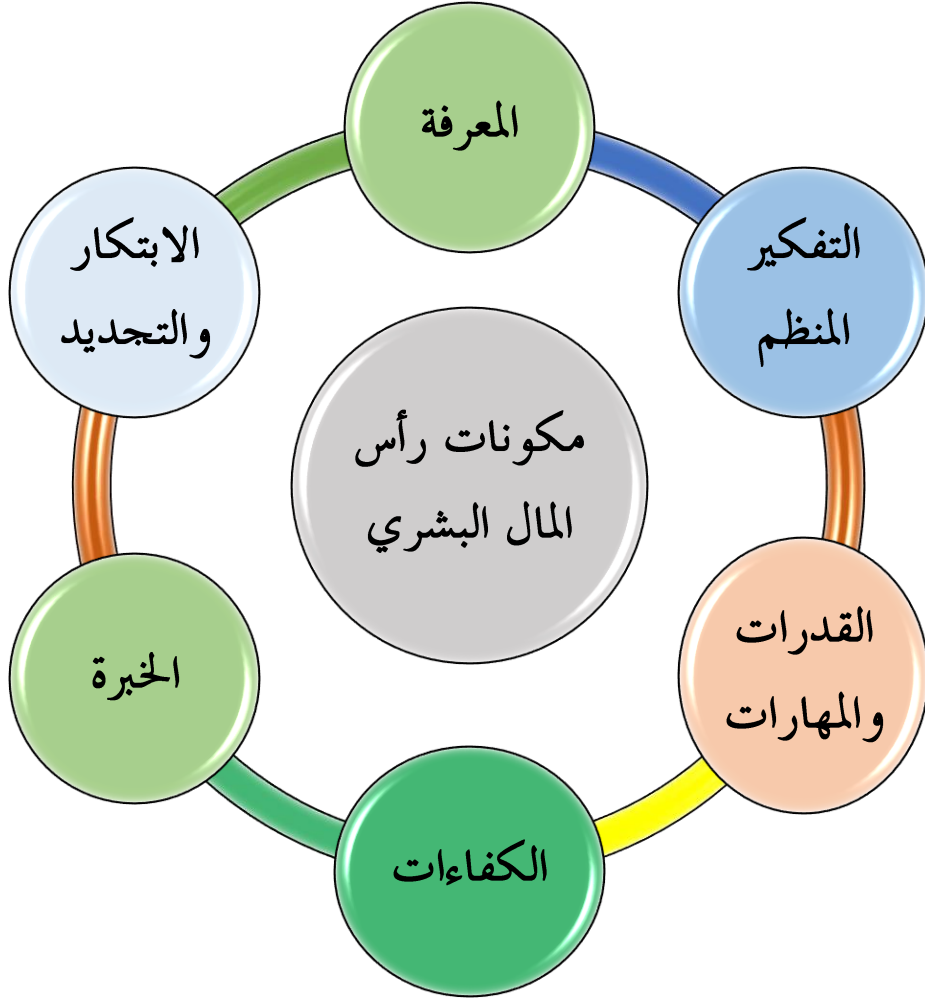 المعرفة
التفكير
المنظم
القدرات
والمهارات
الكفاءات
الخبرة
الابتكار
والتجديد
مكونات رأس
المال البشري